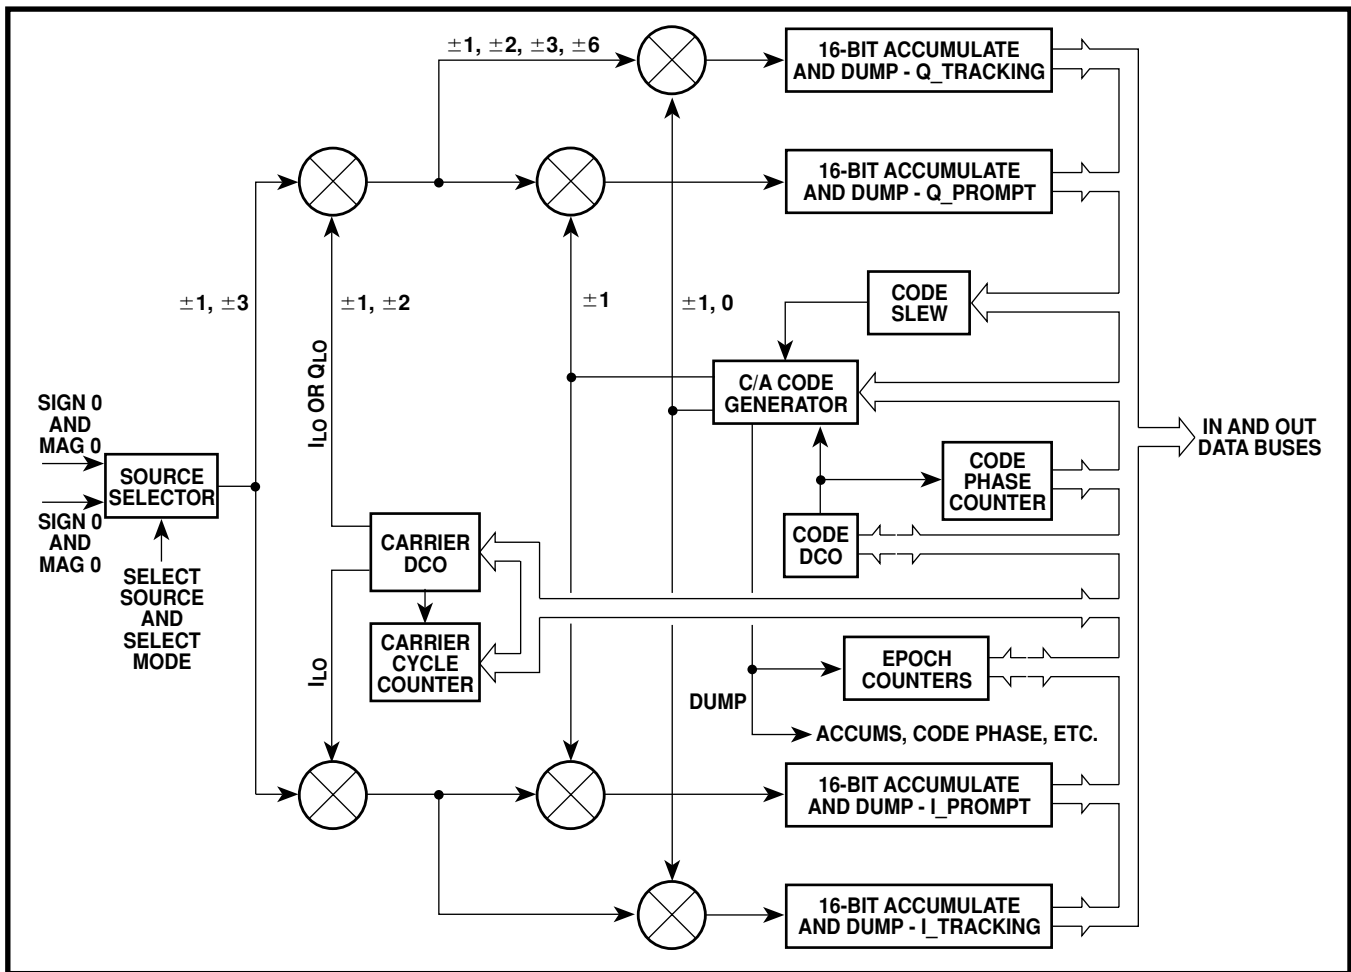 ±1, ±2, ±3, ±6
16-BIT ACCUMULATE
AND DUMP - Q_TRACKING
16-BIT ACCUMULATE
AND DUMP - Q_PROMPT
±1, ±3
±1, ±2
±1
±1, 0
CODE
SLEW
I_LO OR Q_LO
C/A CODE
GENERATOR
SIGN 0
AND
MAG 0
IN AND OUT
DATA BUSES
SOURCE
SELECTOR
CODE
PHASE
COUNTER
SIGN 0
AND
MAG 0
CARRIER
DCO
CODE
DCO
SELECT
SOURCE
AND
SELECT
MODE
CARRIER
CYCLE
COUNTER
I_LO
EPOCH
COUNTERS
DUMP
ACCUMS, CODE PHASE, ETC.
16-BIT ACCUMULATE
AND DUMP - I_PROMPT
16-BIT ACCUMULATE
AND DUMP - I_TRACKING